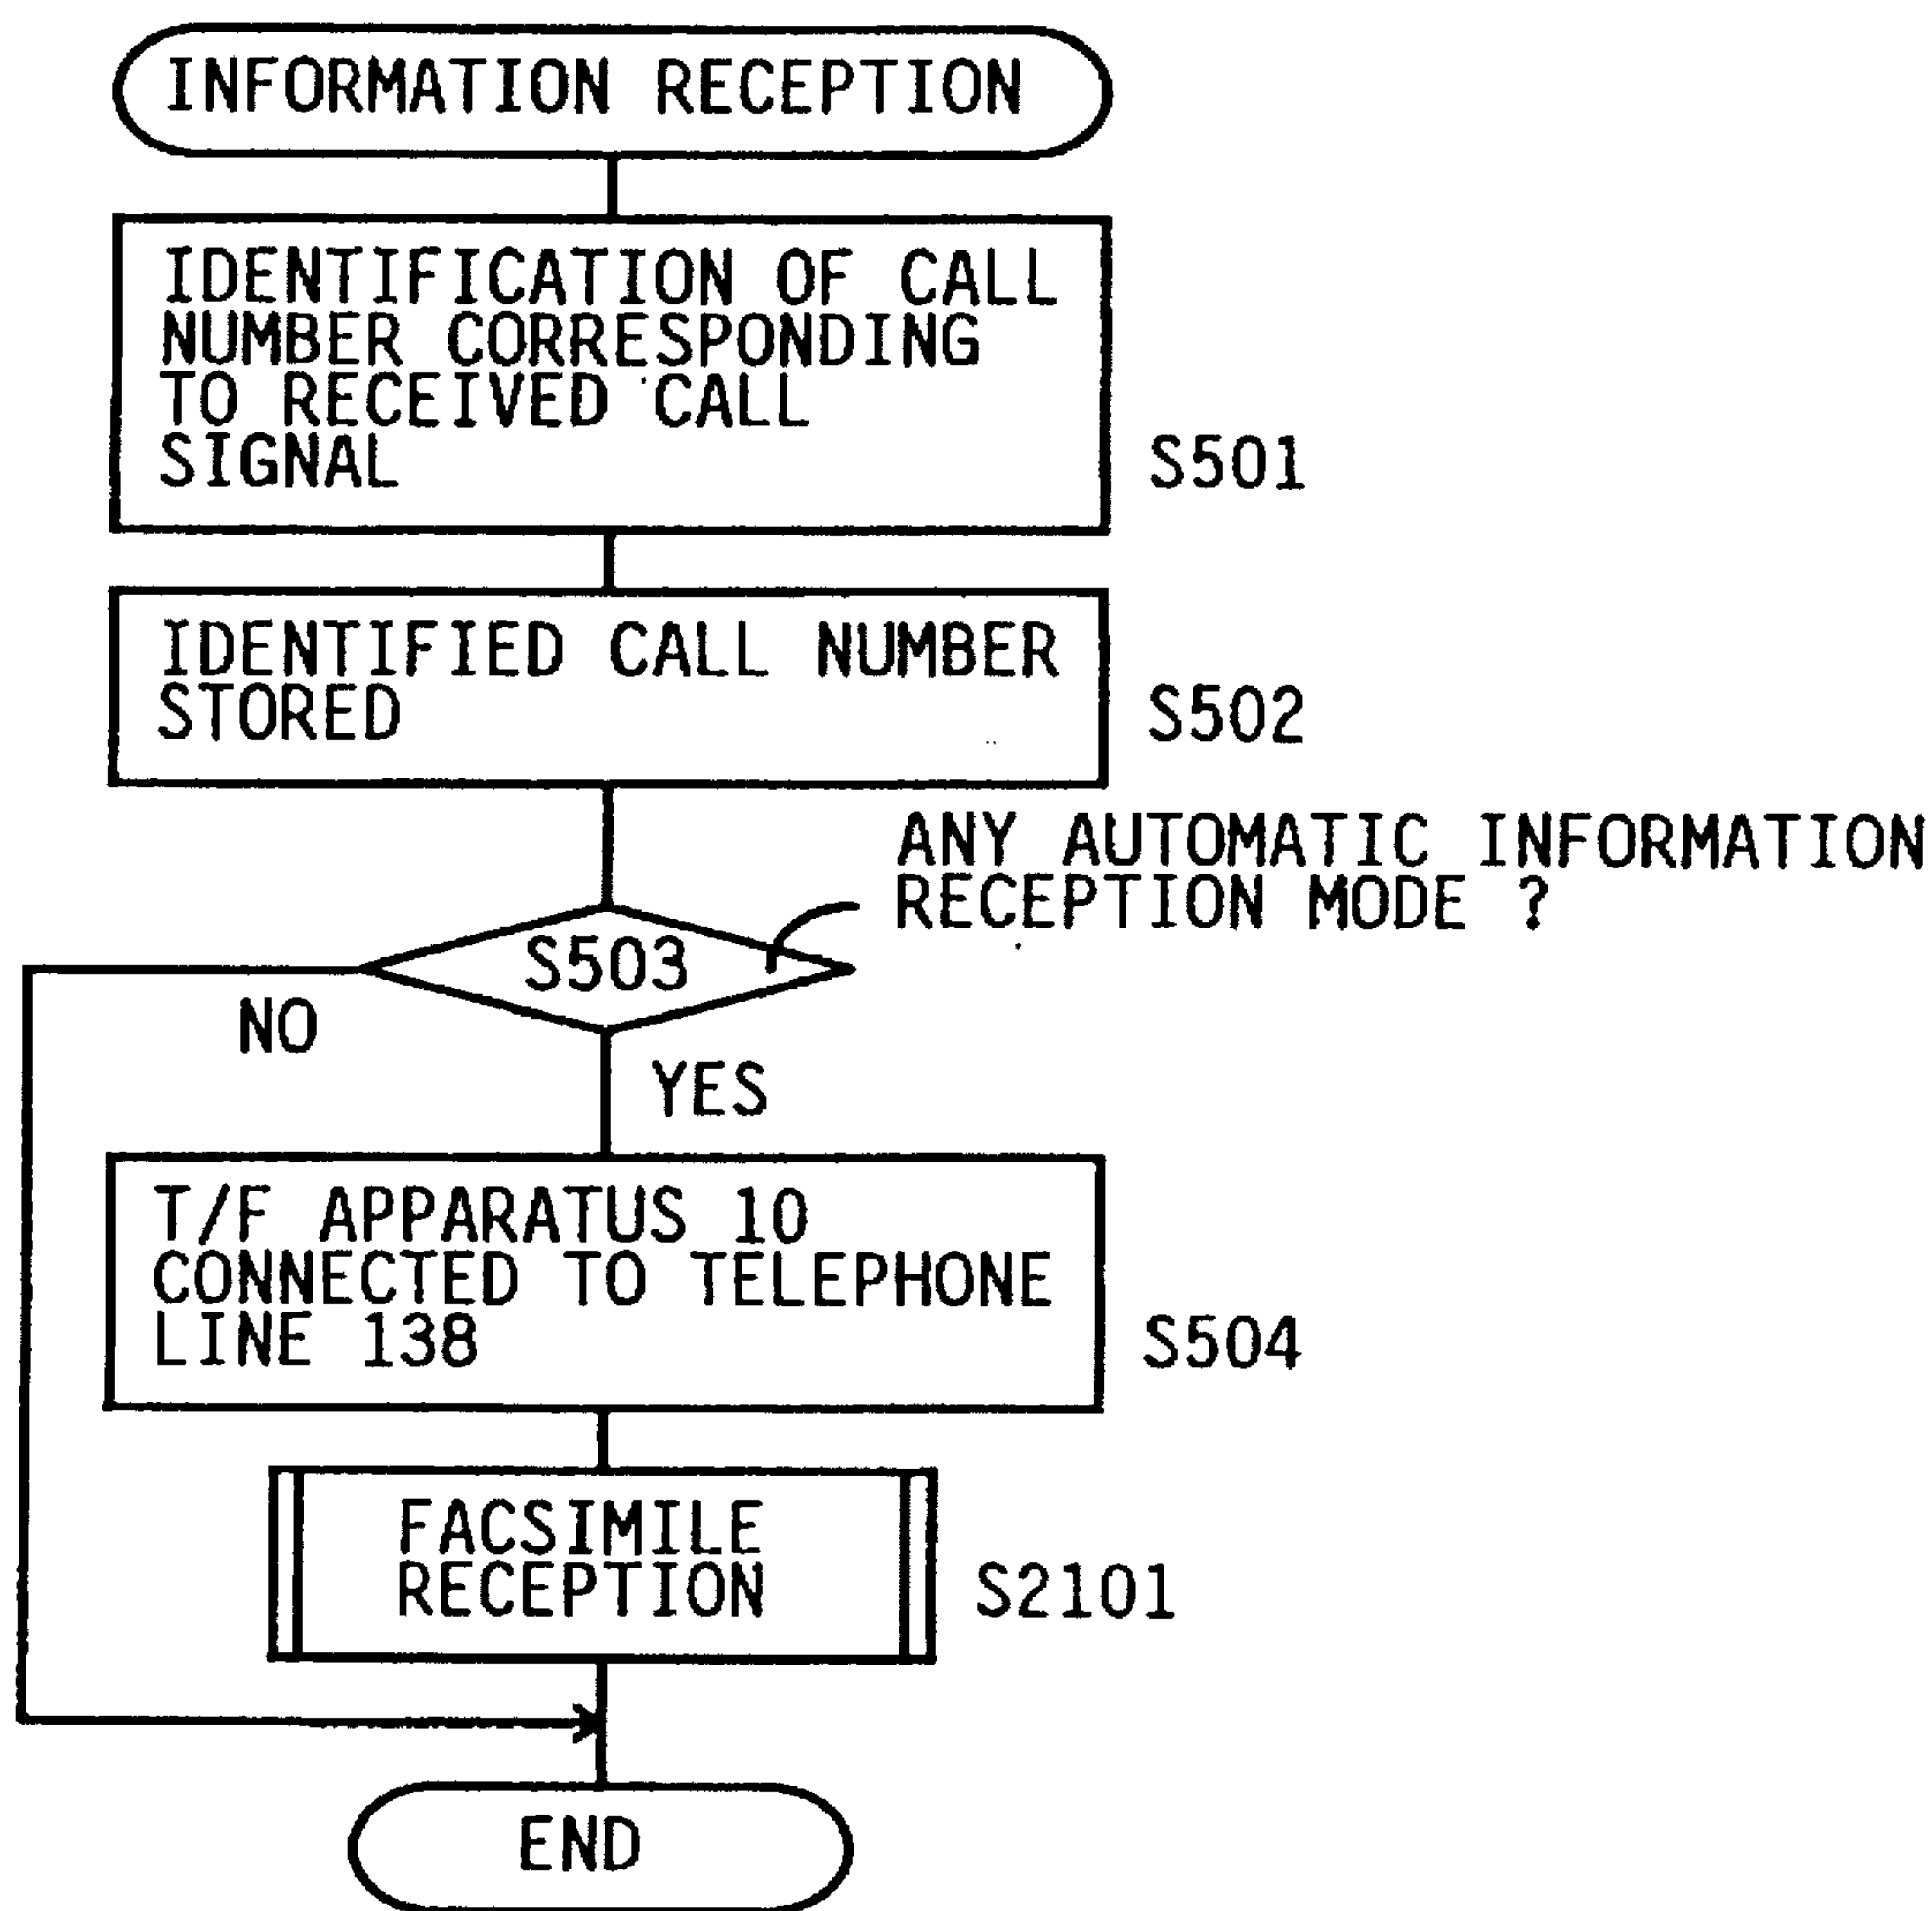 INFORMATION RECEPTION
IDENTIFICATION OF CALL
NUMBER CORRESPONDING
TO RECEIVED CALL
SIGNAL
S501
IDENTIFIED CALL NUMBER
STORED
S502
ANY AUTOMATIC INFORMATION
RECEPTION MODE ?
S503
NO
YES
T/F APPARATUS 10
CONNECTED TO TELEPHONE
LINE 138
S504
FACSIMILE
RECEPTION
S2101
END